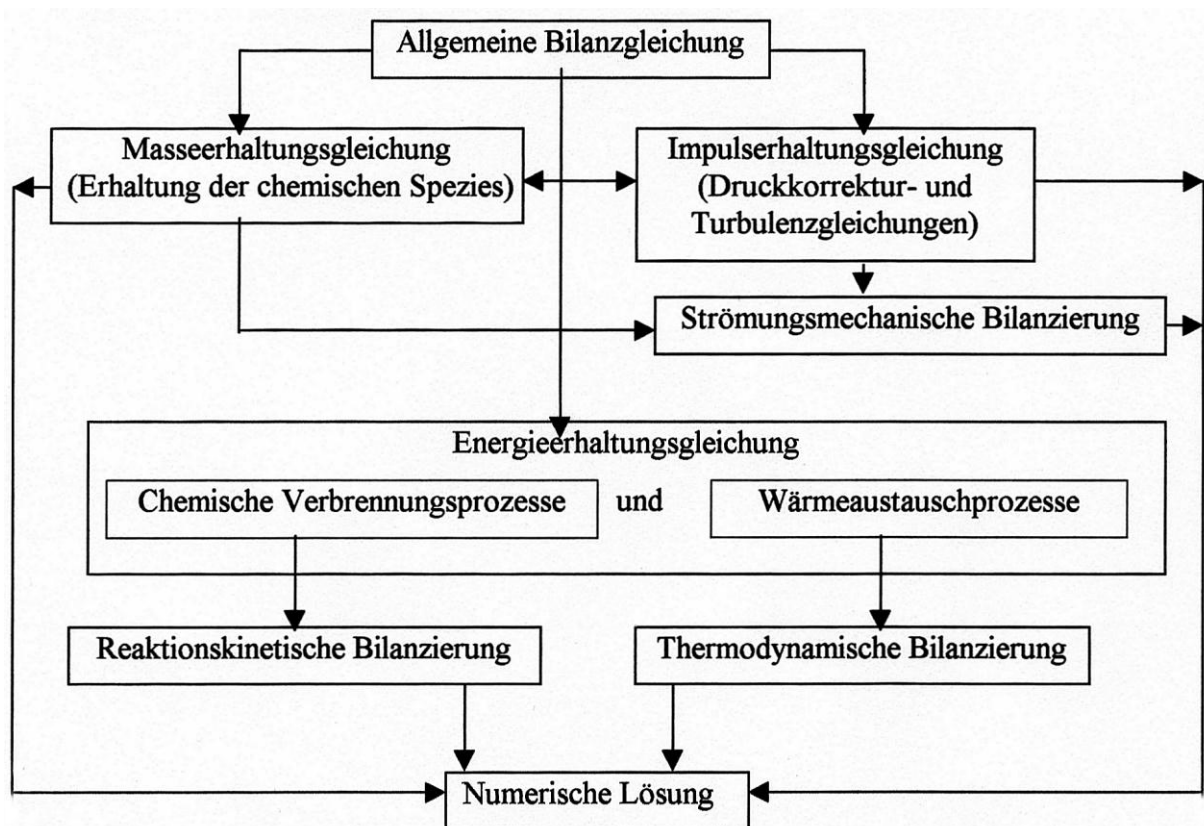 Allgemeine Bilanzgleichung
Masseerhaltungsgleichung
(Erhaltung der chemischen Spezies)
Impulserhaltungsgleichung
(Druckkorrektur- und
Turbulenzgleichungen)
Strömungsmechanische Bilanzierung
Energieerhaltungsgleichung
Chemische Verbrennungsprozesse und Wärmeaustauschprozesse
Reaktionskinetische Bilanzierung
Thermodynamische Bilanzierung
Numerische Lösung